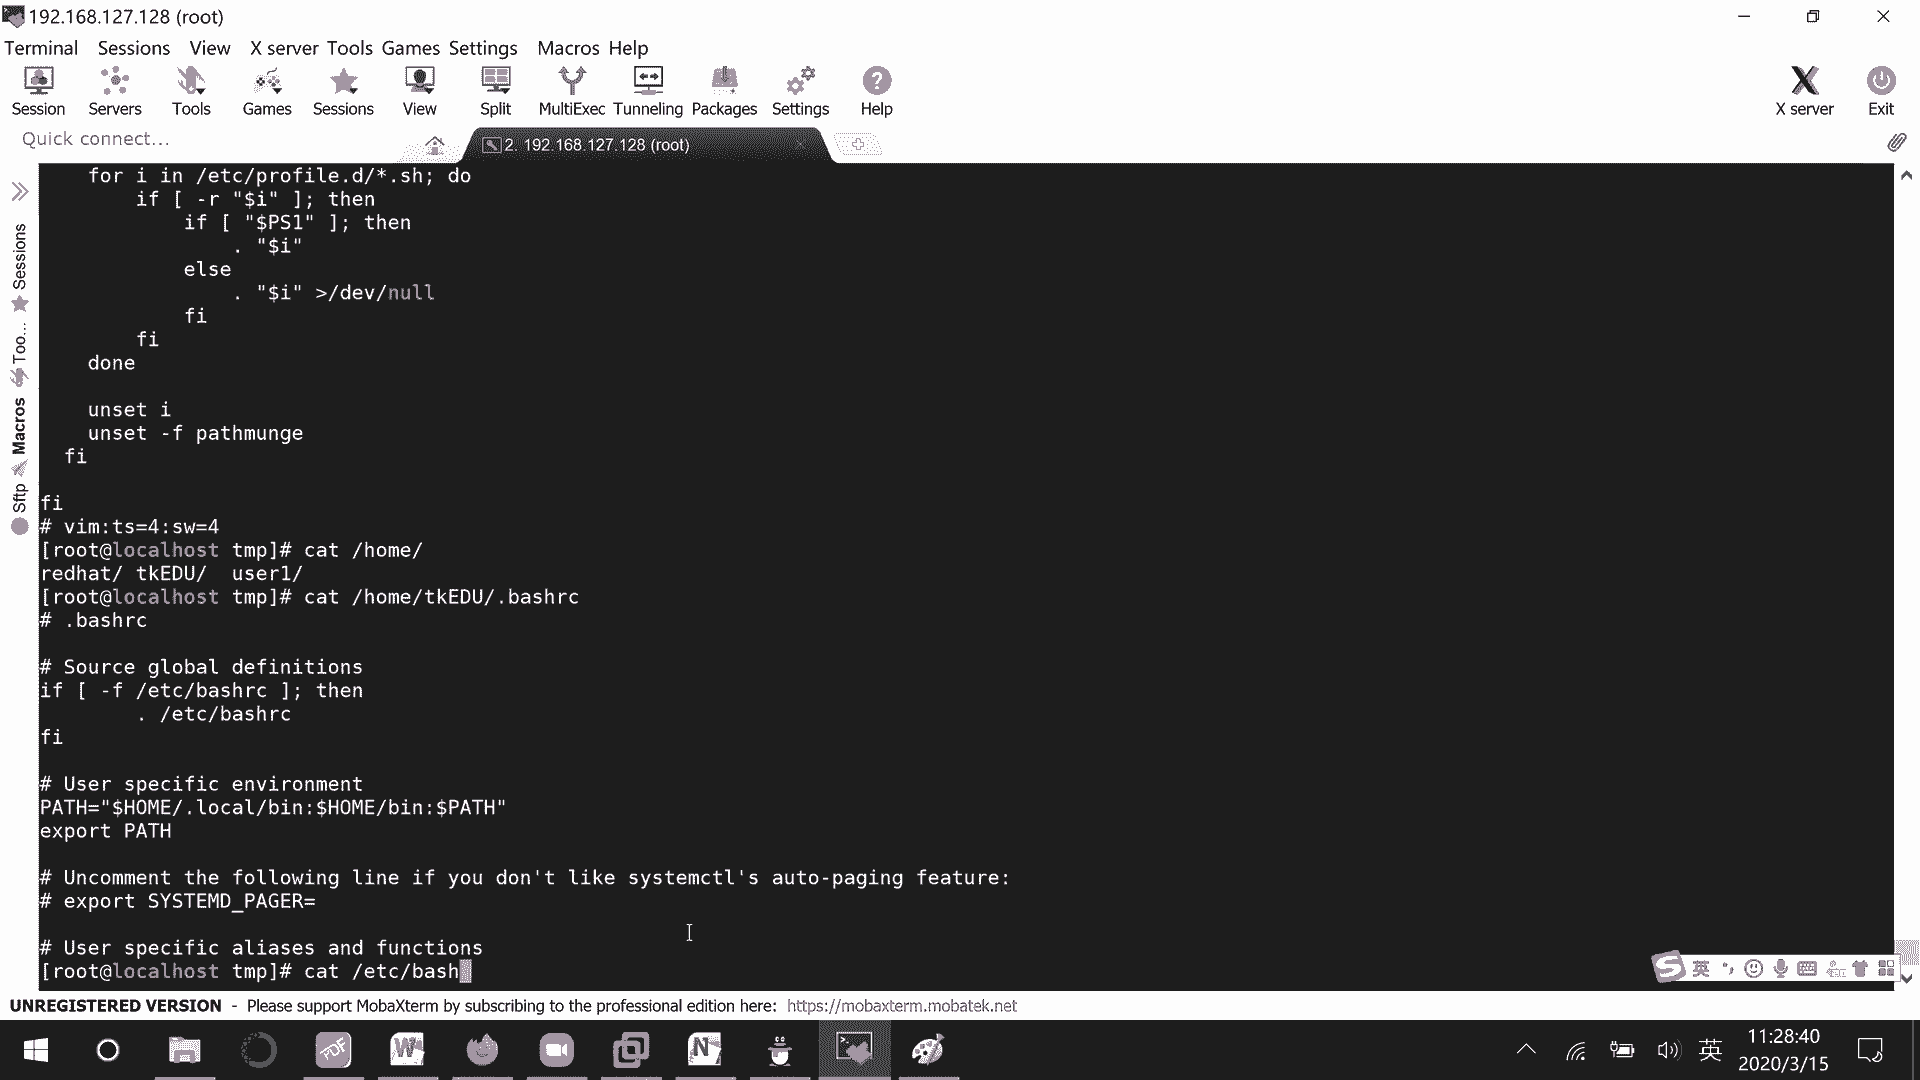 192.168.127.128 (root)
Terminal Sessions View X server Tools Games Settings Macros Help
Session Servers Tools Games Sessions View Split MultiExec Tunneling Packages Settings Help X server Exit
Quick connect... 2. 192.168.127.128 (root)
Sessions
Too...
Macros
Sftp
    for i in /etc/profile.d/*.sh; do
        if [ -r "$i" ]; then
            if [ "$PS1" ]; then
                . "$i"
            else
                . "$i" >/dev/null
            fi
        fi
    done
    unset i
    unset -f pathmunge
  fi
fi
# vim:ts=4:sw=4
[root@localhost tmp]# cat /home/
redhat/ tkEDU/  user1/
[root@localhost tmp]# cat /home/tkEDU/.bashrc
# .bashrc
# Source global definitions
if [ -f /etc/bashrc ]; then
        . /etc/bashrc
fi
# User specific environment
PATH="$HOME/.local/bin:$HOME/bin:$PATH"
export PATH
# Uncomment the following line if you don't like systemctl's auto-paging feature:
# export SYSTEMD_PAGER=
# User specific aliases and functions
[root@localhost tmp]# cat /etc/bash
英
UNREGISTERED VERSION - Please support MobaXterm by subscribing to the professional edition here: https://mobaxterm.mobatek.net
英 11:28:40
2020/3/15